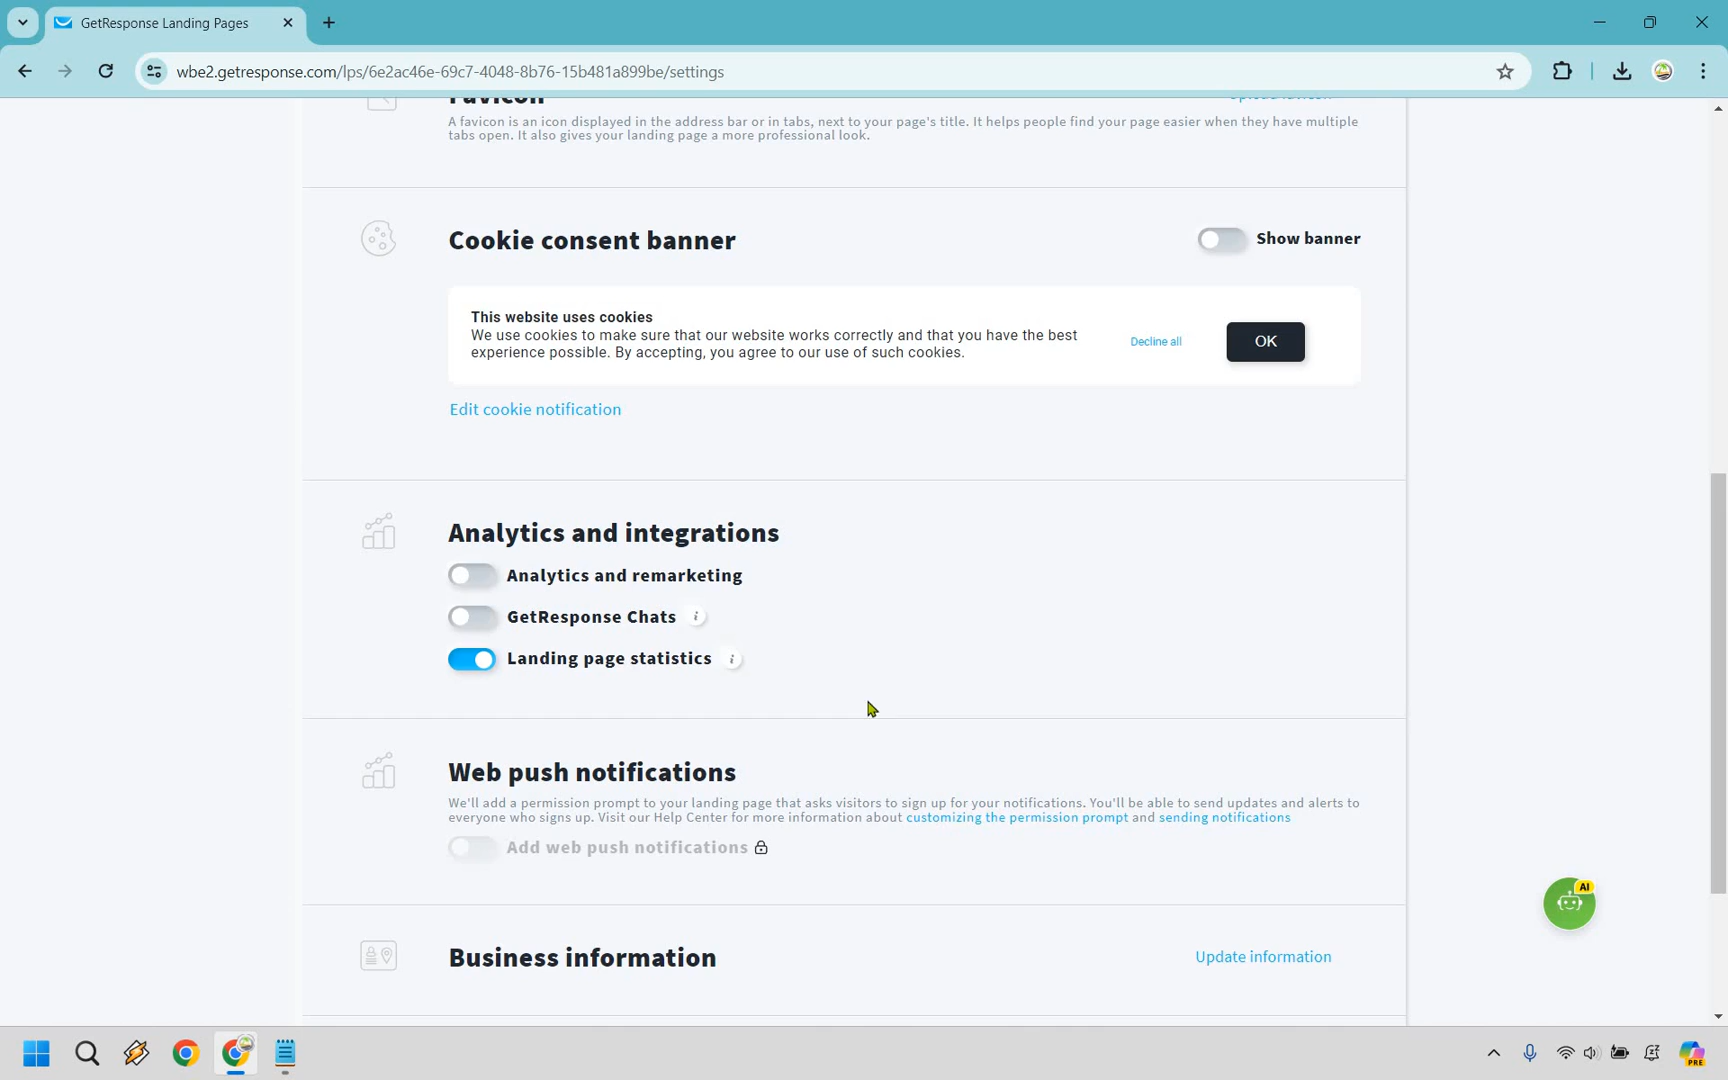 GetResponse Landing Pages
wbe2.getresponse.com/lps/6e2ac46e-69c7-4048-8b76-15b481a899be/settings
Favicon
Upload favicon
A favicon is an icon displayed in the address bar or in tabs, next to your page's title. It helps people find your page easier when they have multiple
tabs open. It also gives your landing page a more professional look.
Cookie consent banner
Show banner
This website uses cookies
We use cookies to make sure that our website works correctly and that you have the best
experience possible. By accepting, you agree to our use of such cookies.
Decline all
OK
Edit cookie notification
Analytics and integrations
Analytics and remarketing
GetResponse Chats i
Landing page statistics i
Web push notifications
We'll add a permission prompt to your landing page that asks visitors to sign up for your notifications. You'll be able to send updates and alerts to
everyone who signs up. Visit our Help Center for more information about customizing the permission prompt and sending notifications
Add web push notifications
AI
Business information
Update information
PRE